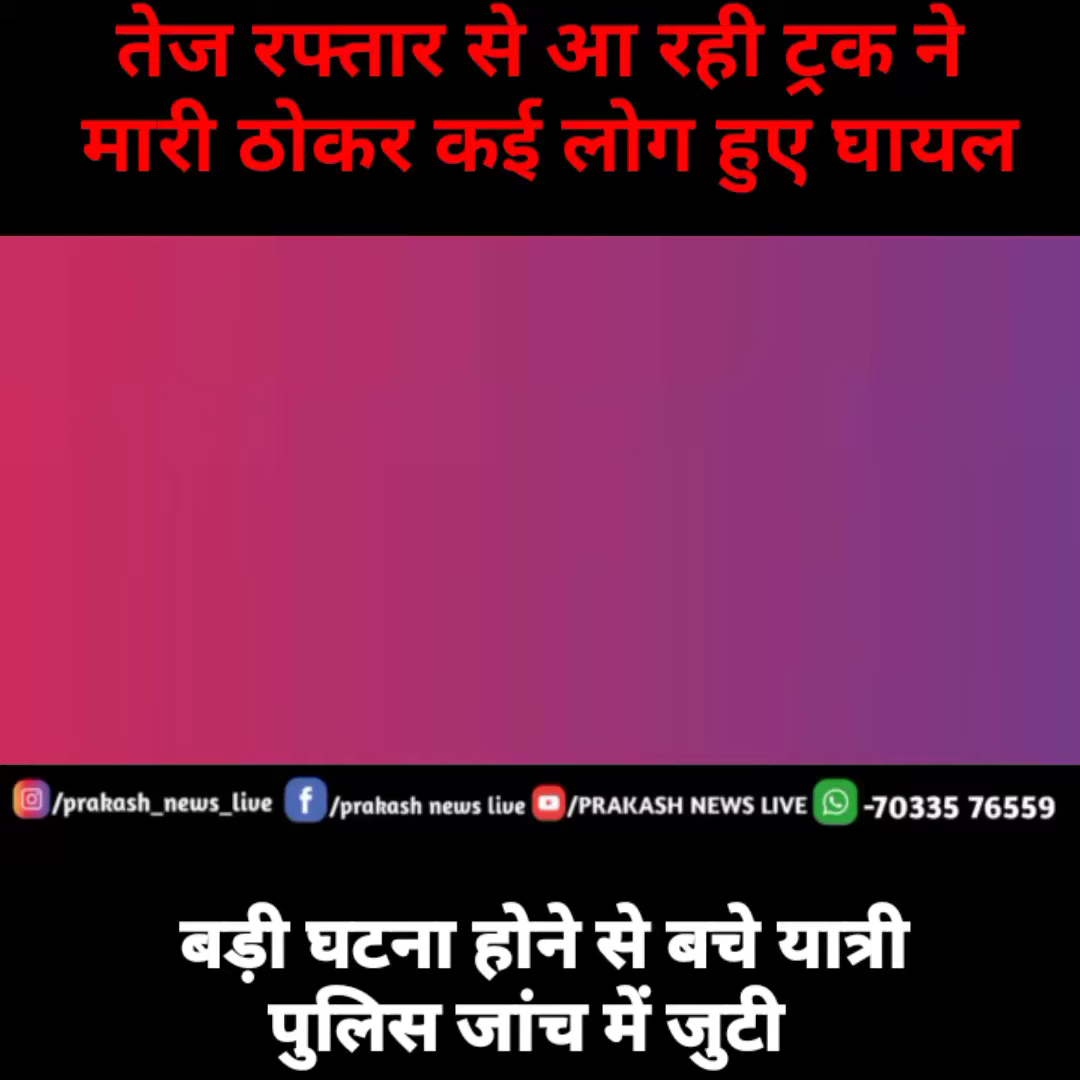 तेज रफ्तार से आ रही ट्रक ने
मारी ठोकर कई लोग हुए घायल
/prakash_news_live /prakash news live /PRAKASH NEWS LIVE -70335 76559
बड़ी घटना होने से बचे यात्री
पुलिस जांच में जुटी